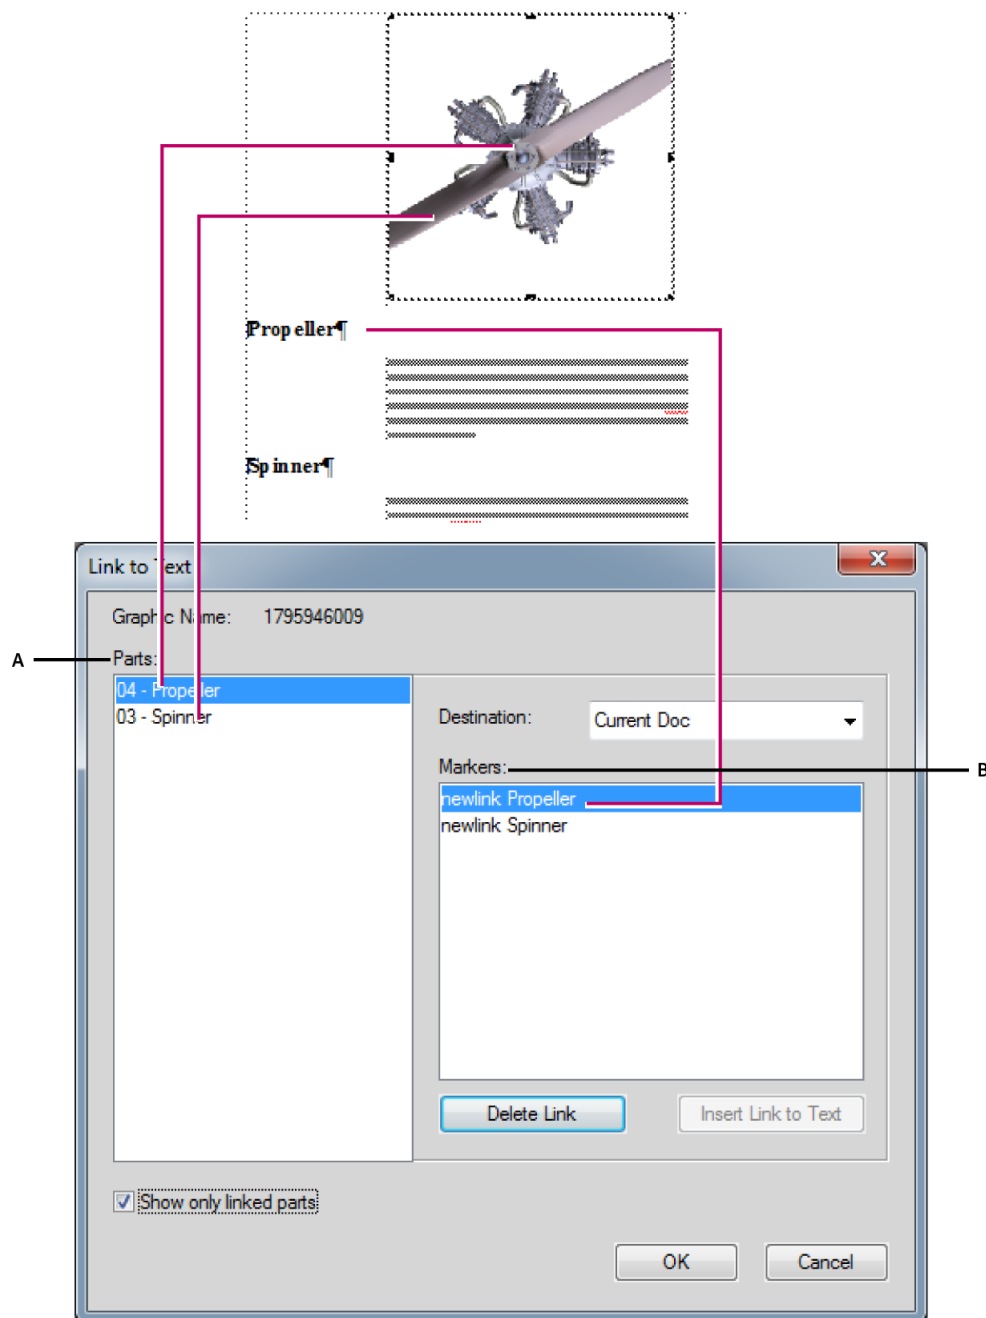 Propeller¶
Spinner¶
Link to Text
Graphic Name: 1795946009
A
Parts:
04 - Propeller
03 - Spinner
Destination: Current Doc
Markers:
B
newlink Propeller
newlink Spinner
Delete Link
Insert Link to Text
Show only linked parts
OK
Cancel